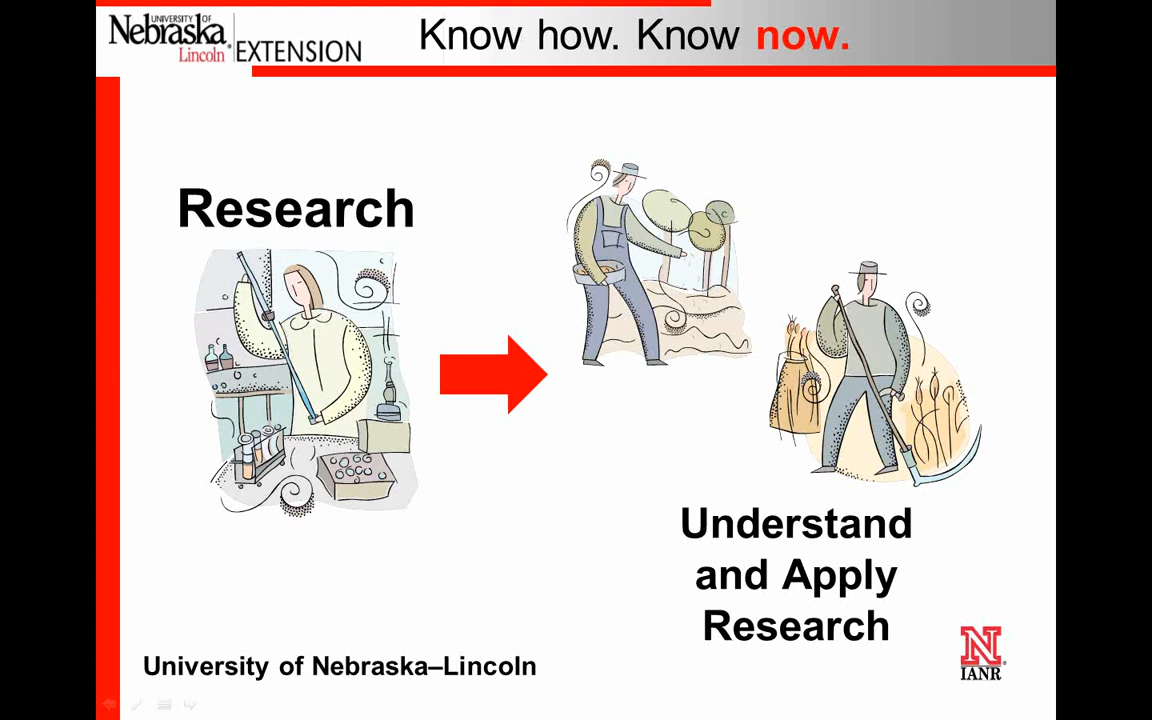 UNIVERSITY OF
Nebraska
Lincoln® EXTENSION
Know how. Know now.
Research
Understand
and Apply
Research
University of Nebraska–Lincoln
N
IANR